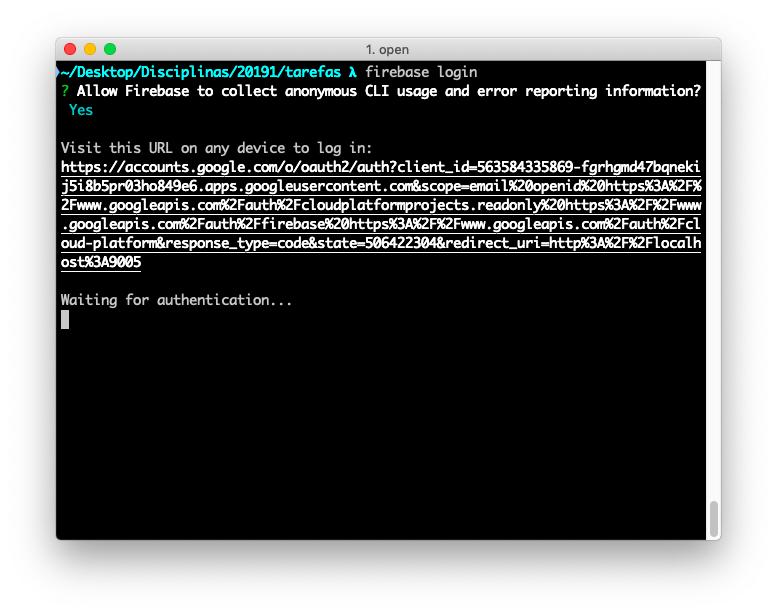 1. open
~/Desktop/Disciplinas/20191/tarefas λ firebase login
? Allow Firebase to collect anonymous CLI usage and error reporting information?
Yes
Visit this URL on any device to log in:
https://accounts.google.com/o/oauth2/auth?client_id=563584335869-fgrhgmd47bqneki
j5i8b5pr03ho849e6.apps.googleusercontent.com&scope=email%20openid%20https%3A%2F%
2Fwww.googleapis.com%2Fauth%2Fcloudplatformprojects.readonly%20https%3A%2F%2Fwww
.googleapis.com%2Fauth%2Ffirebase%20https%3A%2F%2Fwww.googleapis.com%2Fauth%2Fcl
oud-platform&response_type=code&state=506422304&redirect_uri=http%3A%2F%2Flocalh
ost%3A9005
Waiting for authentication...